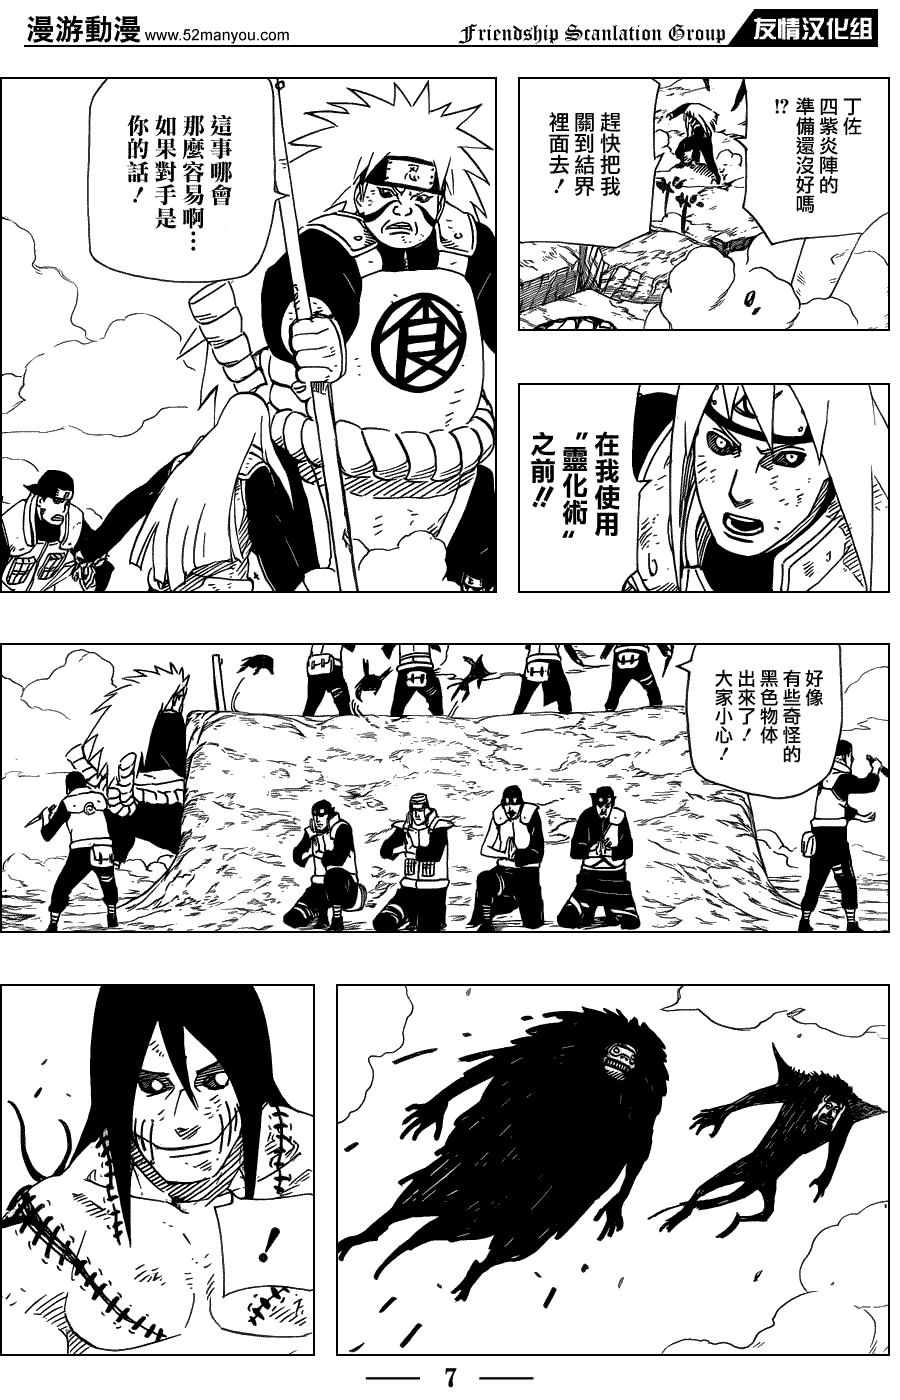 漫游動漫 www.52manyou.com
Friendship Scanlation Group 友情汉化组
丁佐
四紫炎陣的
準備還沒好嗎
!?
趕快把我
關到結界
裡面去！
這事哪會
那麼容易啊…
如果對手是
你的話！
忍
食
在我使用
"靈化術"
之前!!
好像
有些奇怪的
黑色物体
出來了！
大家小心！
！
7